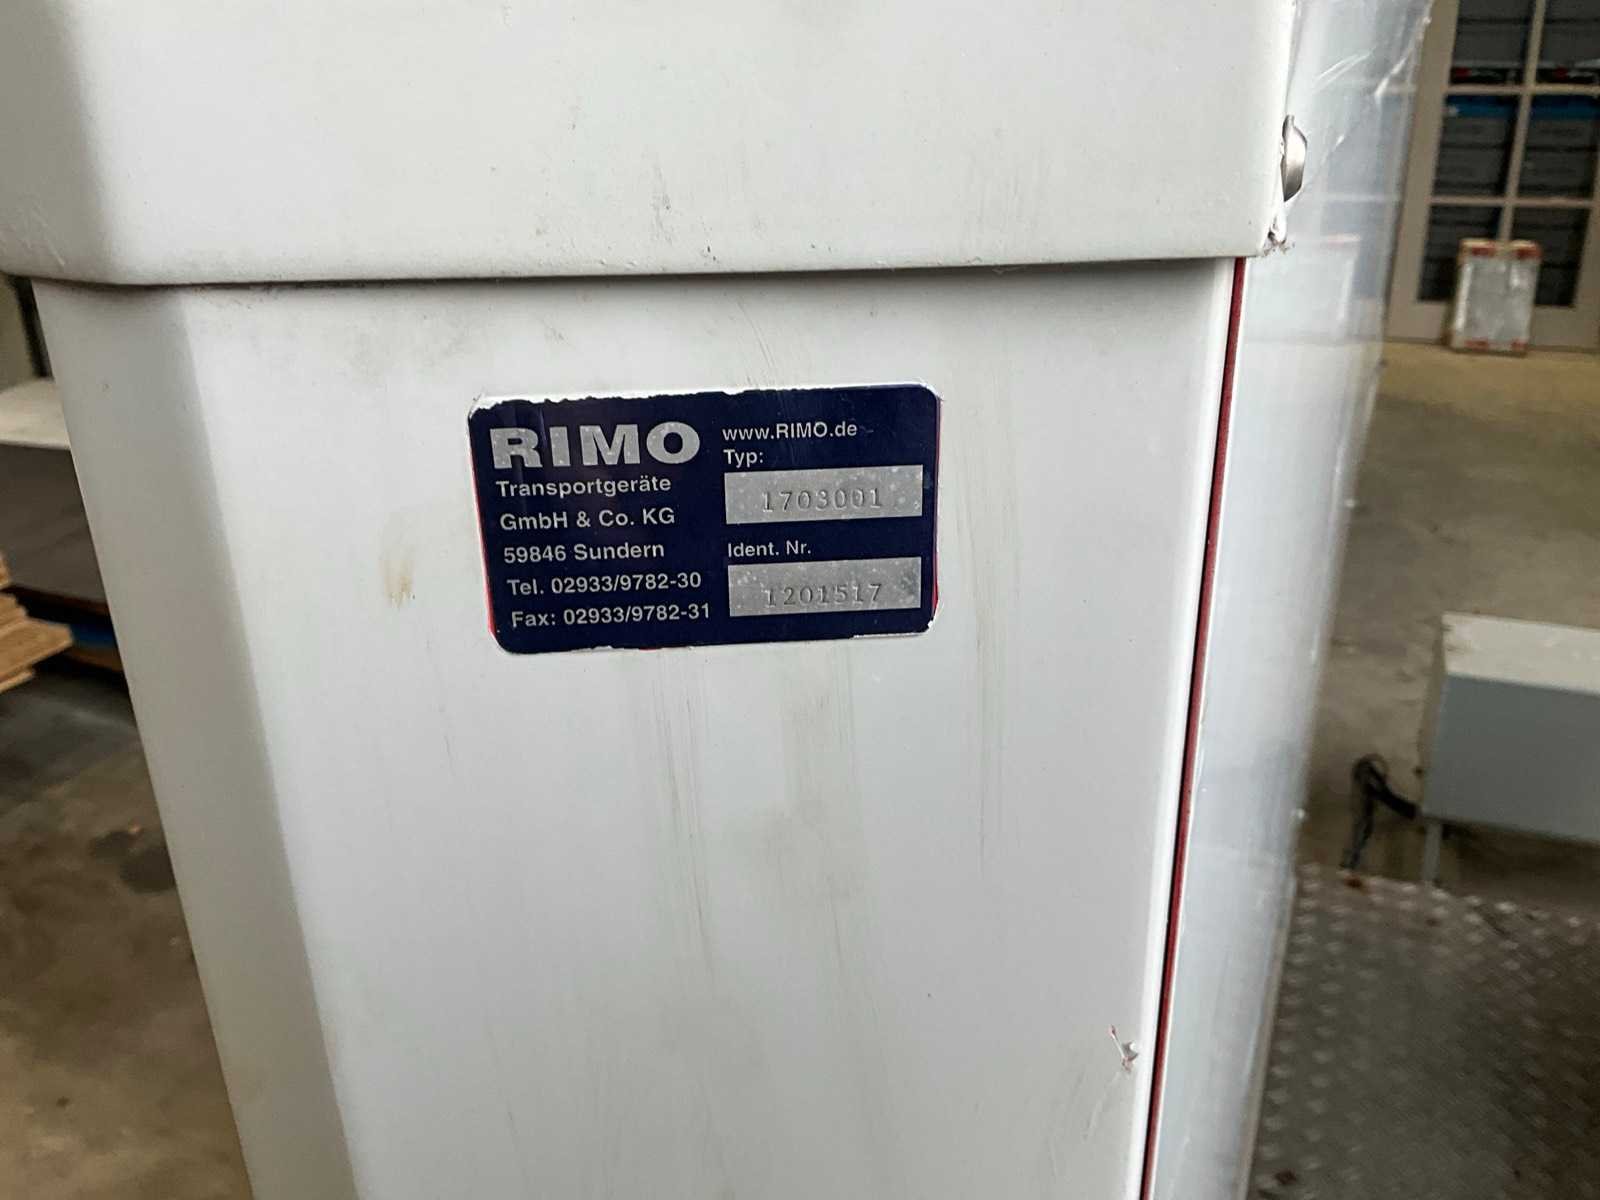 RIMO
Transportgeräte
GmbH & Co. KG
59846 Sundern
Tel. 02933/9782-30
Fax: 02933/9782-31
www.RIMO.de
Typ:
1703001
Ident. Nr.
1201517